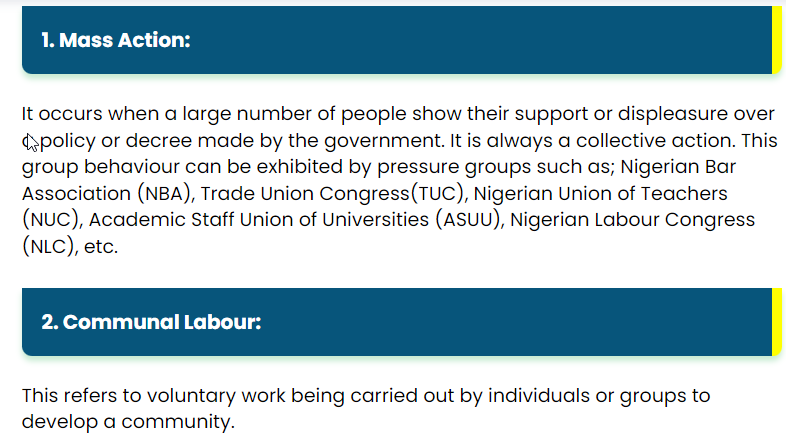 1. Mass Action:
It occurs when a large number of people show their support or displeasure over
policy or decree made by the government. It is always a collective action. This
group behaviour can be exhibited by pressure groups such as; Nigerian Bar
Association (NBA), Trade Union Congress(TUC), Nigerian Union of Teachers
(NUC), Academic Staff Union of Universities (ASUU), Nigerian Labour Congress
(NLC), etc.
2. Communal Labour:
This refers to voluntary work being carried out by individuals or groups to
develop a community.